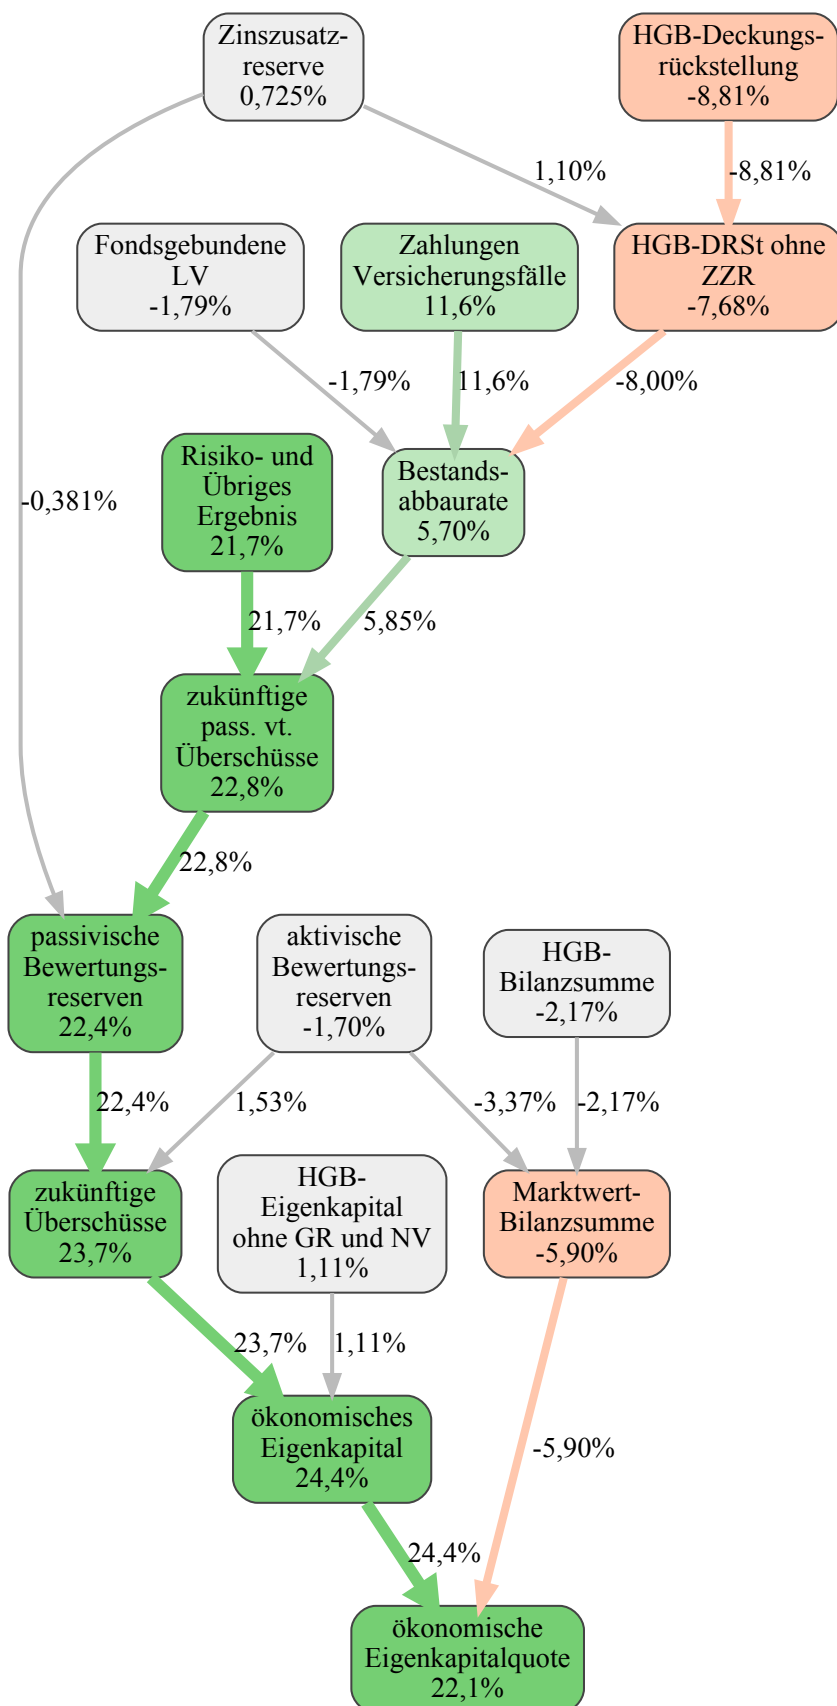 Zinszusatz-
reserve
0,725%
HGB-Deckungs-
rückstellung
-8,81%
1,10%
-8,81%
Fondsgebundene
LV
-1,79%
Zahlungen
Versicherungsfälle
11,6%
HGB-DRSt ohne
ZZR
-7,68%
-1,79%
11,6%
-8,00%
-0,381%
Risiko- und
Übriges
Ergebnis
21,7%
Bestands-
abbaurate
5,70%
21,7%
5,85%
zukünftige
pass. vt.
Überschüsse
22,8%
22,8%
passivische
Bewertungs-
reserven
22,4%
aktivische
Bewertungs-
reserven
-1,70%
HGB-
Bilanzsumme
-2,17%
22,4%
1,53%
-3,37%
-2,17%
zukünftige
Überschüsse
23,7%
HGB-
Eigenkapital
ohne GR und NV
1,11%
Marktwert-
Bilanzsumme
-5,90%
23,7%
1,11%
ökonomisches
Eigenkapital
24,4%
-5,90%
24,4%
ökonomische
Eigenkapitalquote
22,1%